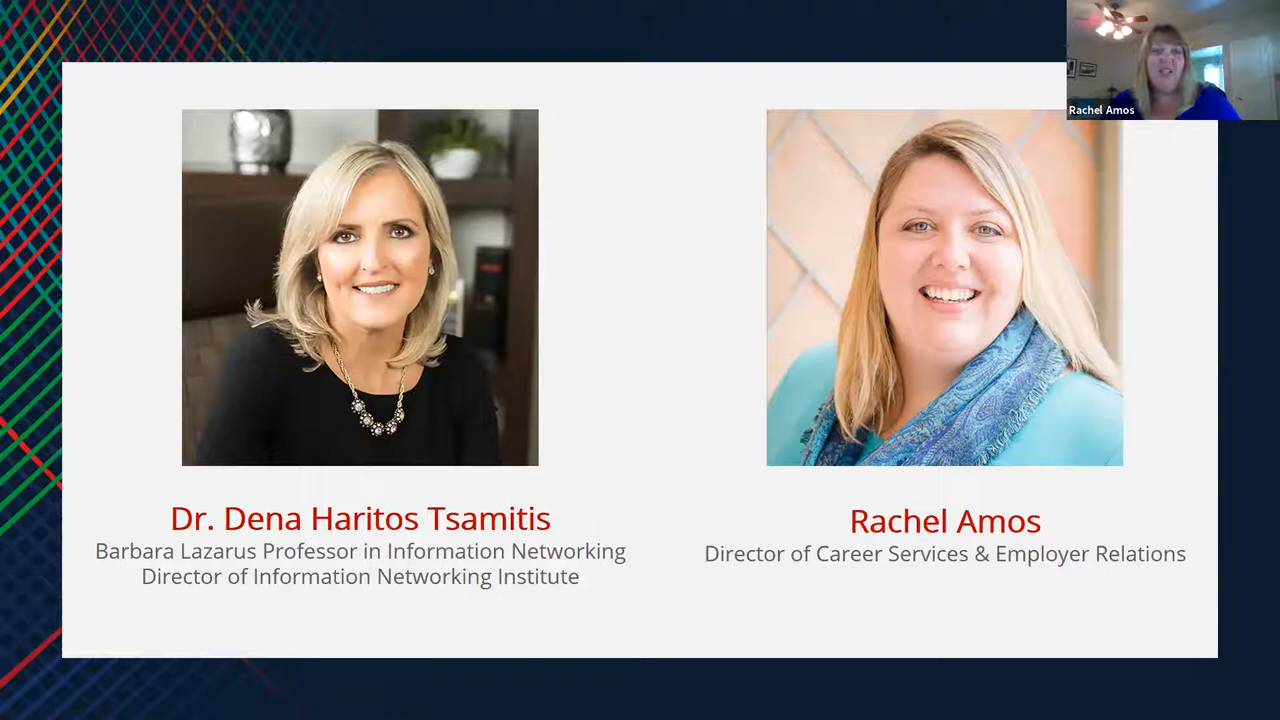 Rachel Amos
Dr. Dena Haritos Tsamitis
Barbara Lazarus Professor in Information Networking
Director of Information Networking Institute
Rachel Amos
Director of Career Services & Employer Relations